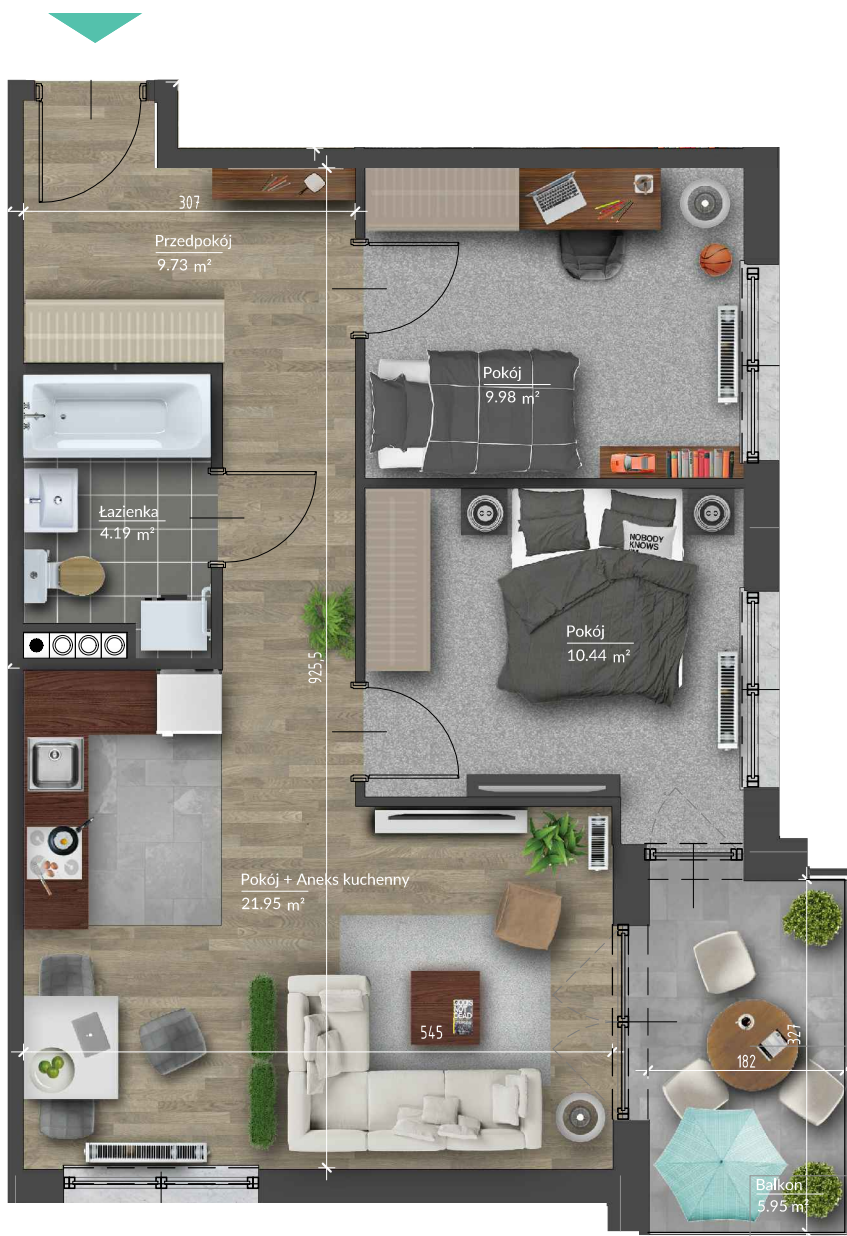 307
Przedpokój
9.73 m²
Pokój
9.98 m²
Łazienka
4.19 m²
NOBODY
KNOWS
Pokój
10.44 m²
925,5
Pokój + Aneks kuchenny
21.95 m²
DEAD
545
327
182
Balkon
5.95 m²